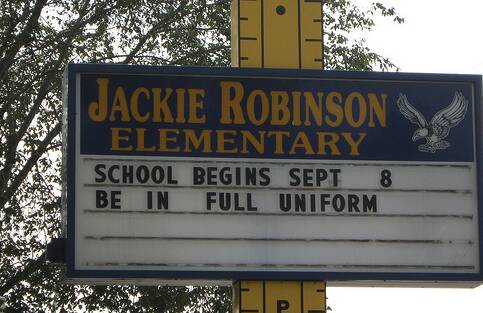 JACKIE ROBINSON
ELEMENTARY
SCHOOL BEGINS SEPT 8
BE IN FULL UNIFORM
P